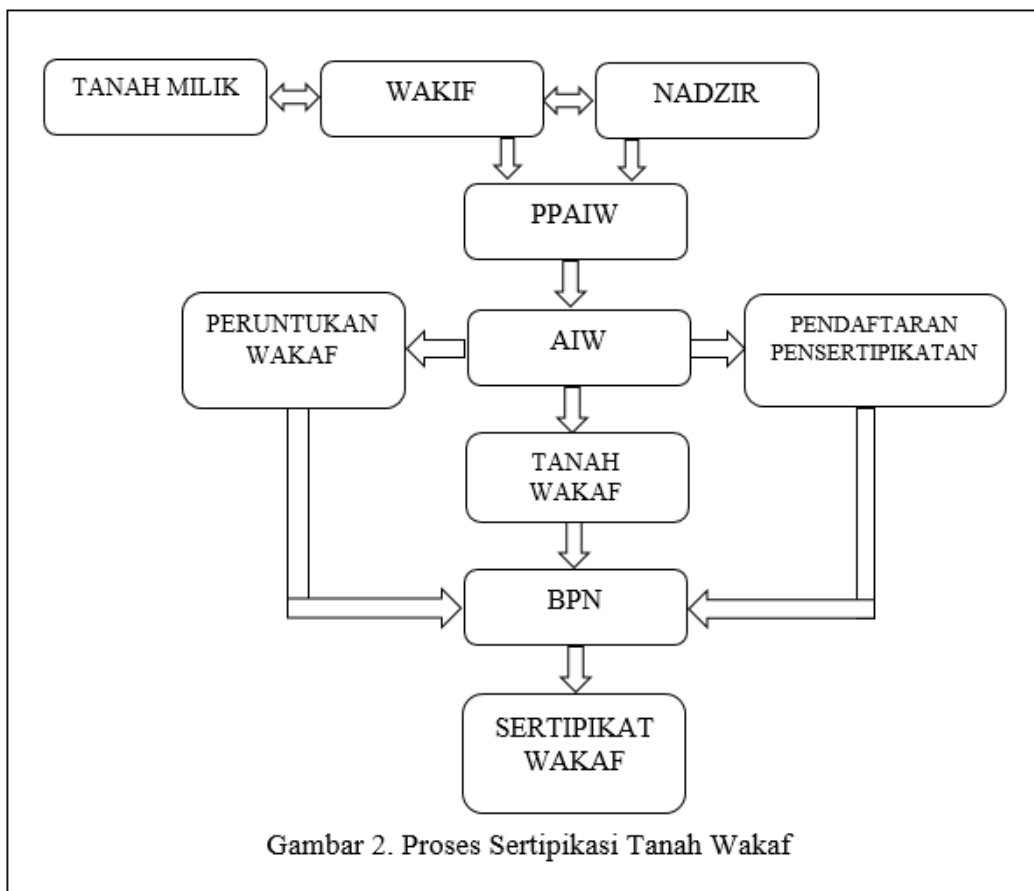 TANAH MILIK
WAKIF
NADZIR
PPAIW
PERUNTUKAN
WAKAF
AIW
PENDAFTARAN
PENSERTIPIKATAN
TANAH
WAKAF
BPN
SERTIPIKAT
WAKAF
Gambar 2. Proses Sertipikasi Tanah Wakaf